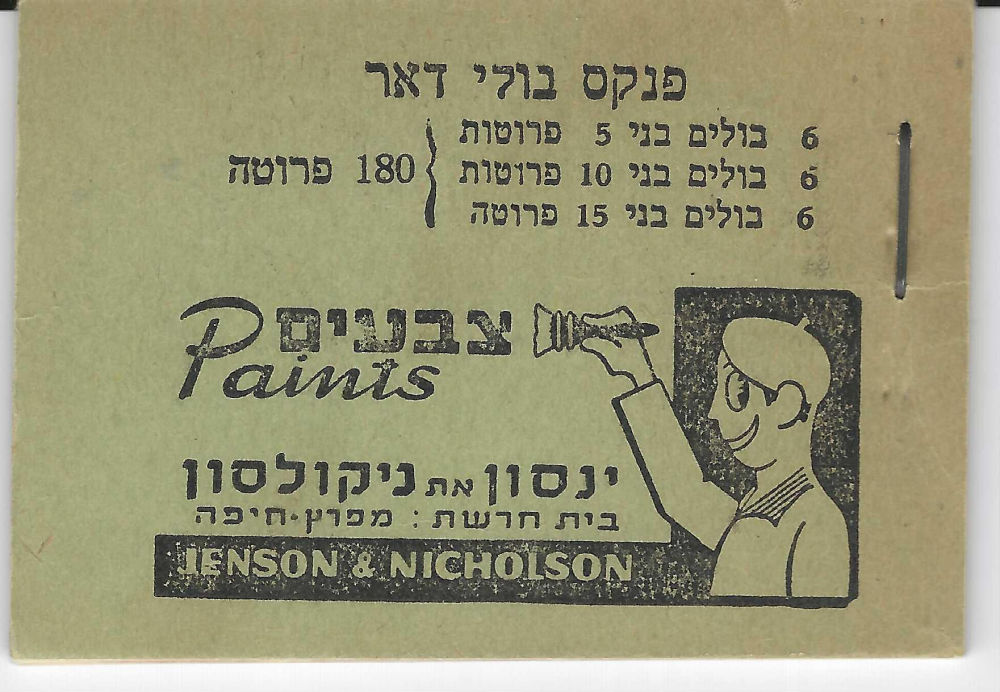 פנקס בולי דאר
6 בולים בני 5 פרוטות
6 בולים בני 10 פרוטות } 180 פרוטה
6 בולים בני 15 פרוטה
צבעים
Paints
ינסון את ניקולסון
בית חרשת: מפרץ-חיפה
JENSON & NICHOLSON